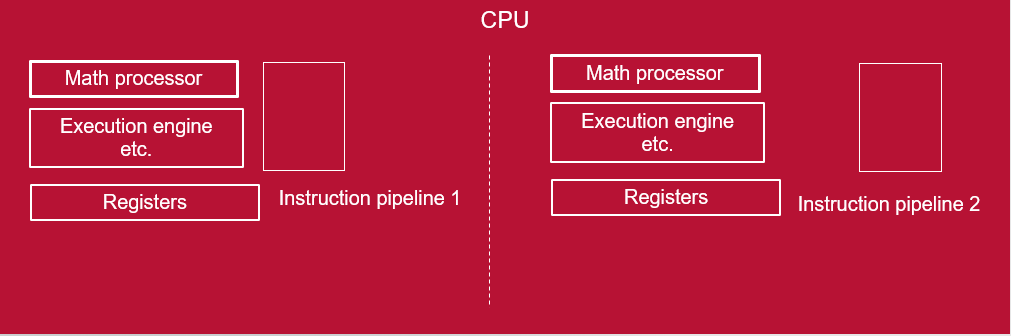 CPU
Math processor
Execution engine
etc.
Registers
Instruction pipeline 1
Math processor
Execution engine
etc.
Registers
Instruction pipeline 2